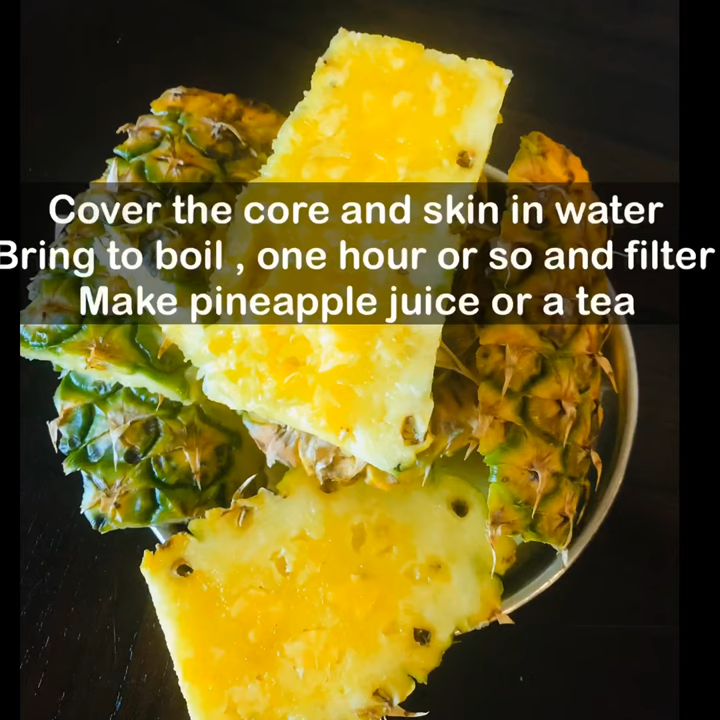 Cover the core and skin in water
Bring to boil , one hour or so and filter
Make pineapple juice or a tea